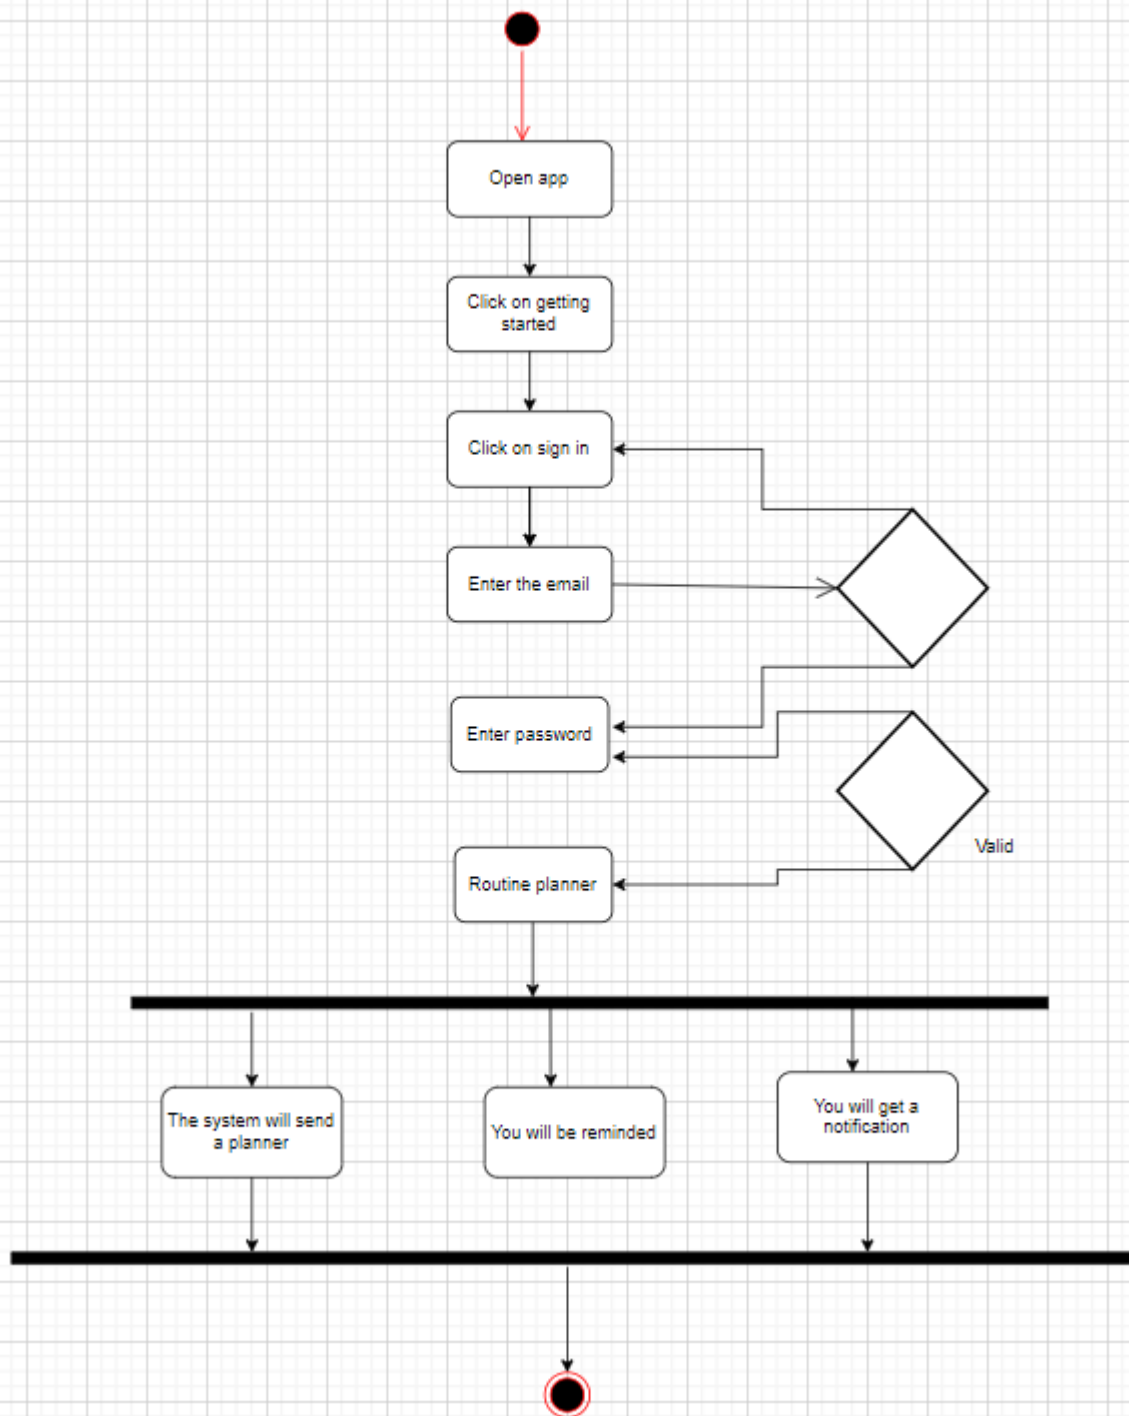 Open app
Click on getting
started
Click on sign in
Enter the email
Enter password
Valid
Routine planner
The system will send
a planner
You will be reminded
You will get a
notification